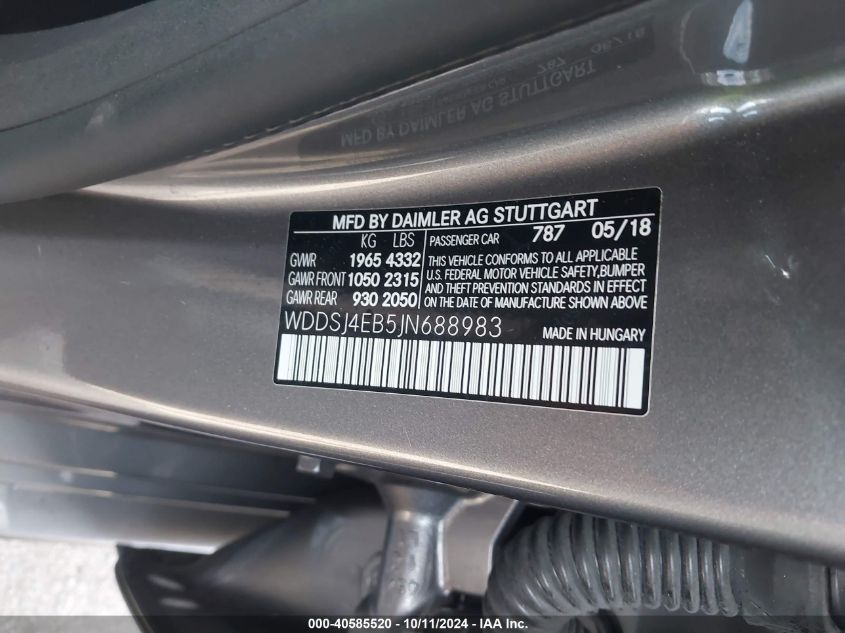 MFD BY DAIMLER AG STUTTGART
KG LBS
GVWR 1965 4332
GAWR FRONT 1050 2315
GAWR REAR 930 2050
PASSENGER CAR 787 05/18
THIS VEHICLE CONFORMS TO ALL APPLICABLE
U.S. FEDERAL MOTOR VEHICLE SAFETY, BUMPER
AND THEFT PREVENTION STANDARDS IN EFFECT
ON THE DATE OF MANUFACTURE SHOWN ABOVE
WDDSJ4EB5JN688983 MADE IN HUNGARY
000-40585520 - 10/11/2024 - IAA Inc.